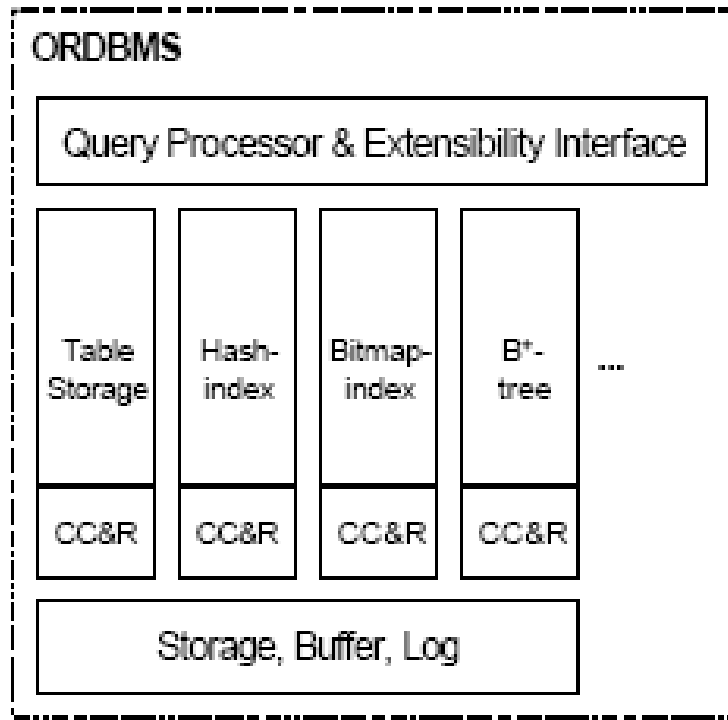 ORDBMS
Query Processor & Extensibility Interface
Table
Storage
Hash-
index
Bitmap-
index
B+-
tree
...
CC&R
CC&R
CC&R
CC&R
Storage, Buffer, Log